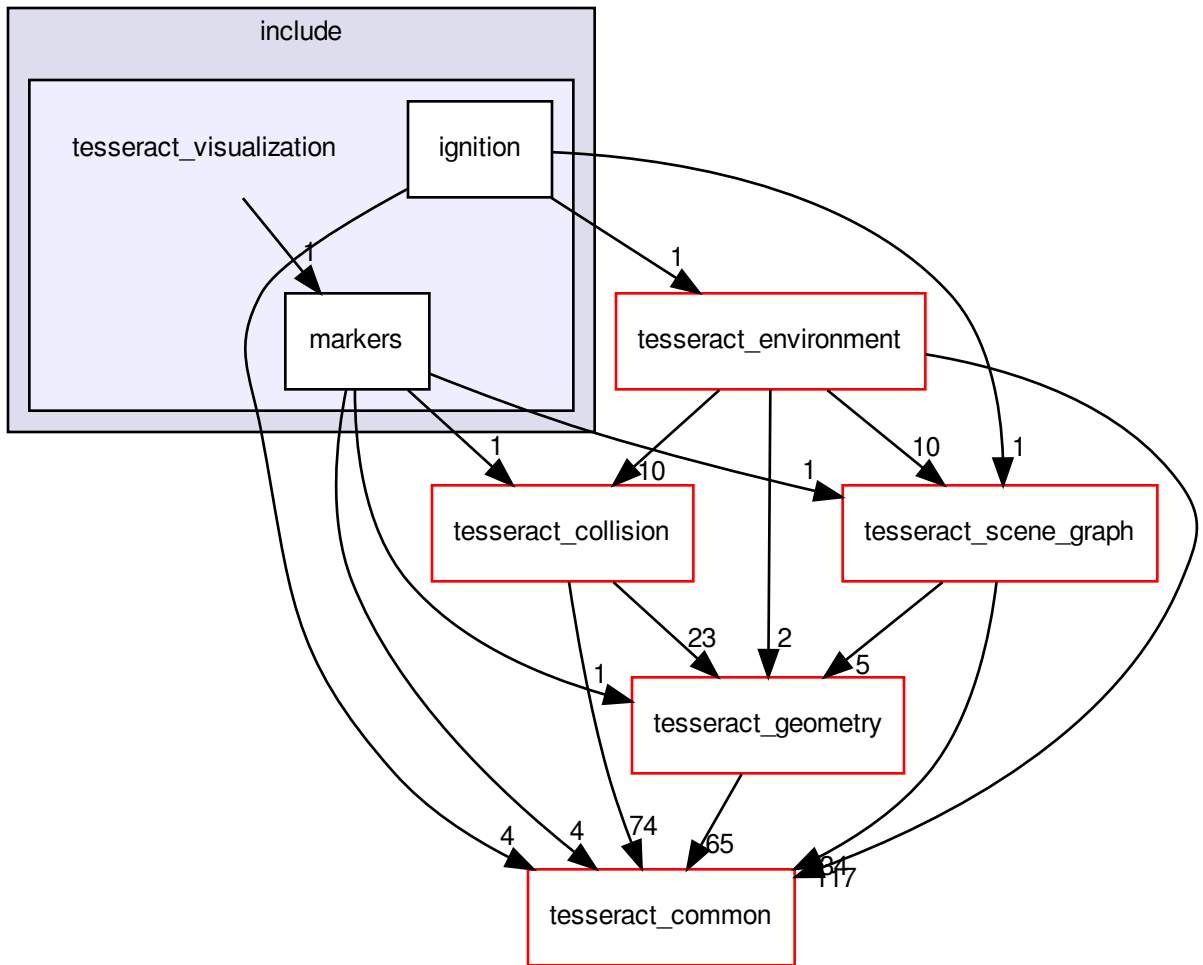 include
tesseract_visualization
ignition
1
1
markers
tesseract_environment
1
10
10
1
1
tesseract_collision
tesseract_scene_graph
23
2
5
1
tesseract_geometry
4
4
74
65
117
tesseract_common